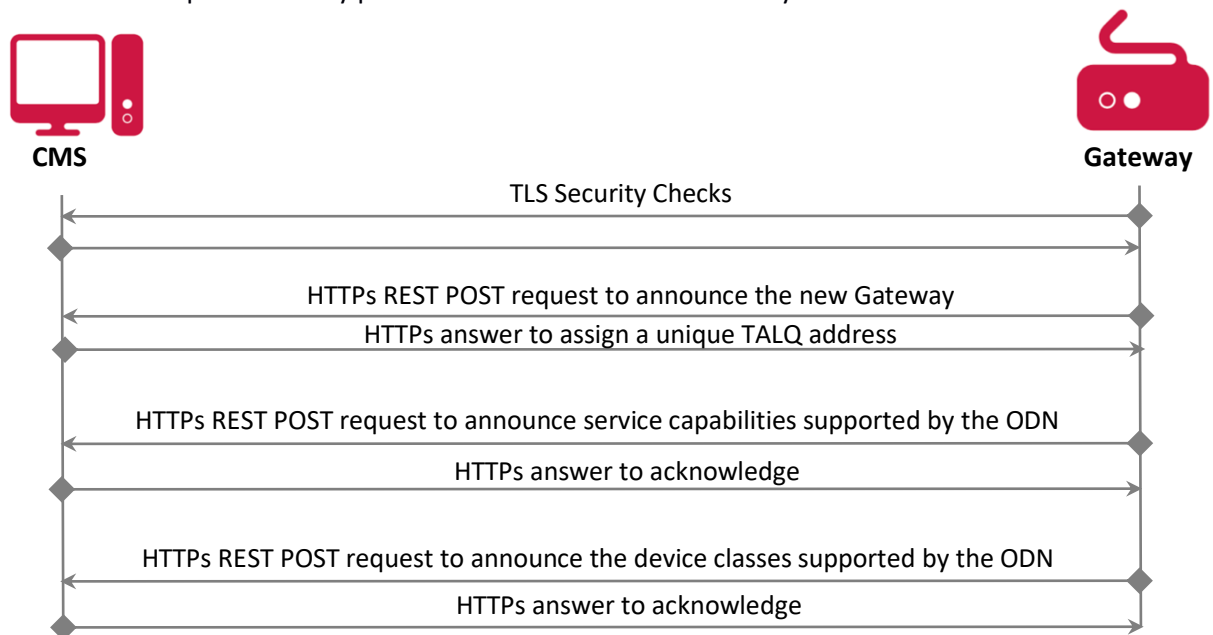 CMS
Gateway
TLS Security Checks
HTTPs REST POST request to announce the new Gateway
HTTPs answer to assign a unique TALQ address
HTTPs REST POST request to announce service capabilities supported by the ODN
HTTPs answer to acknowledge
HTTPs REST POST request to announce the device classes supported by the ODN
HTTPs answer to acknowledge